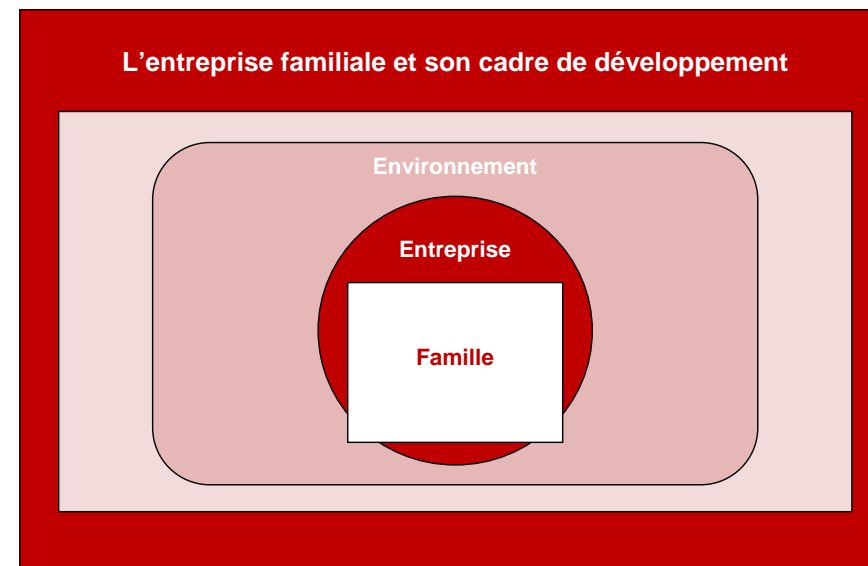 L’entreprise familiale et son cadre de développement
Environnement
Entreprise
Famille